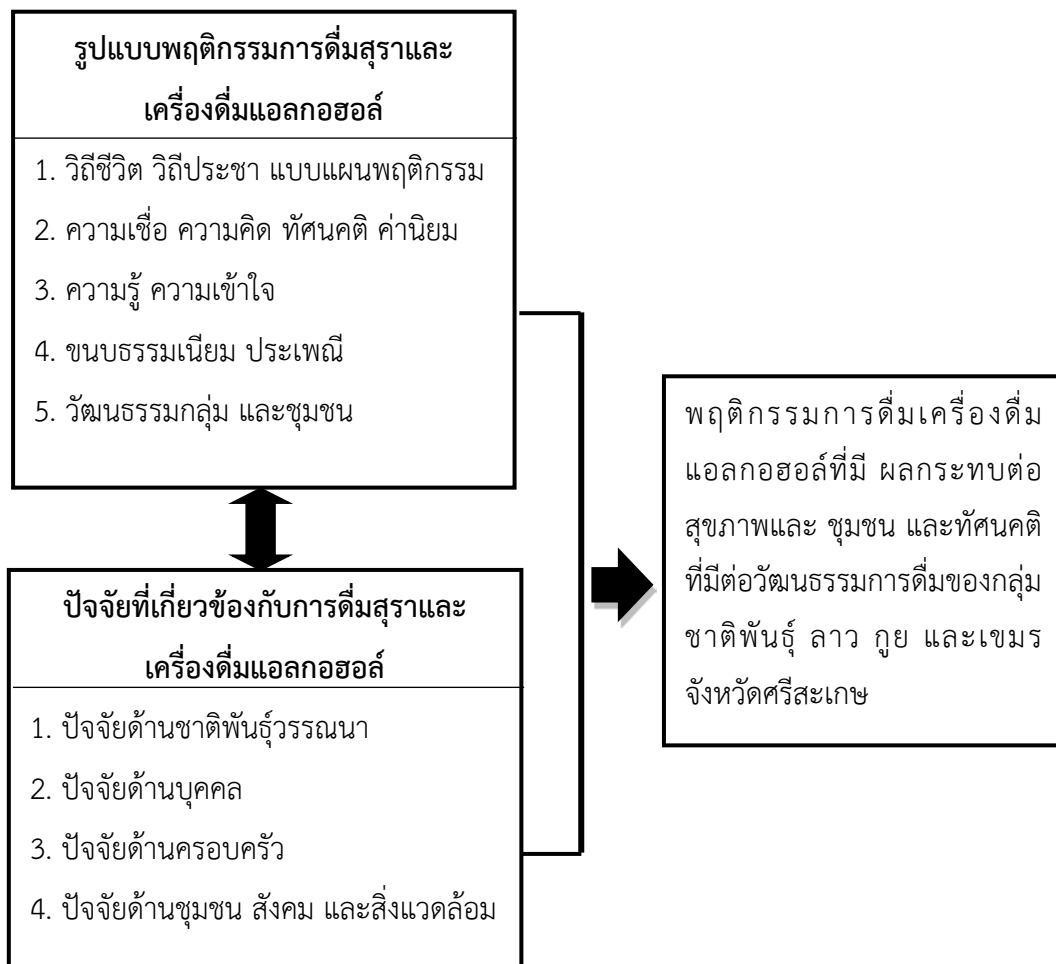 รูปแบบพฤติกรรมการดื่มสุราและ
เครื่องดื่มแอลกอฮอล์
1. วิถีชีวิต วิถีประชา แบบแผนพฤติกรรม
2. ความเชื่อ ความคิด ทัศนคติ ค่านิยม
3. ความรู้ ความเข้าใจ
4. ขนบธรรมเนียม ประเพณี
5. วัฒนธรรมกลุ่ม และชุมชน
ปัจจัยที่เกี่ยวข้องกับการดื่มสุราและ
เครื่องดื่มแอลกอฮอล์
1. ปัจจัยด้านชาติพันธุ์วรรณนา
2. ปัจจัยด้านบุคคล
3. ปัจจัยด้านครอบครัว
4. ปัจจัยด้านชุมชน สังคม และสิ่งแวดล้อม
พฤติกรรมการดื่มเครื่องดื่ม
แอลกอฮอล์ที่มี ผลกระทบต่อ
สุขภาพและ ชุมชน และทัศนคติ
ที่มีต่อวัฒนธรรมการดื่มของกลุ่ม
ชาติพันธุ์ ลาว กูย และเขมร
จังหวัดศรีสะเกษ